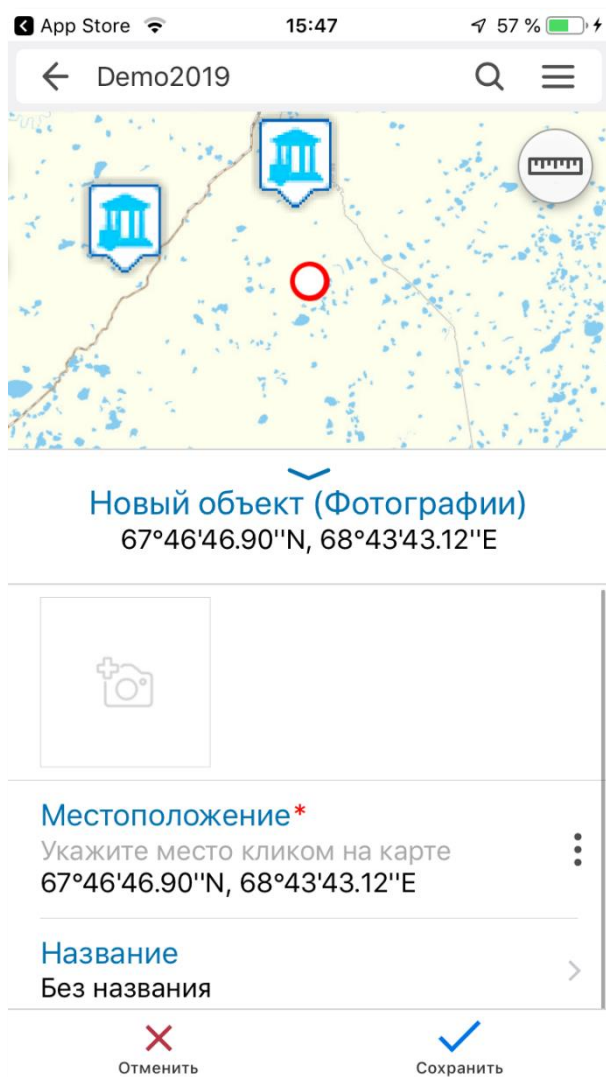 App Store 15:47 57 %
Demo2019
Новый объект (Фотографии)
67°46'46.90''N, 68°43'43.12''E
Местоположение*
Укажите место кликом на карте
67°46'46.90''N, 68°43'43.12''E
Название
Без названия
Отменить Сохранить